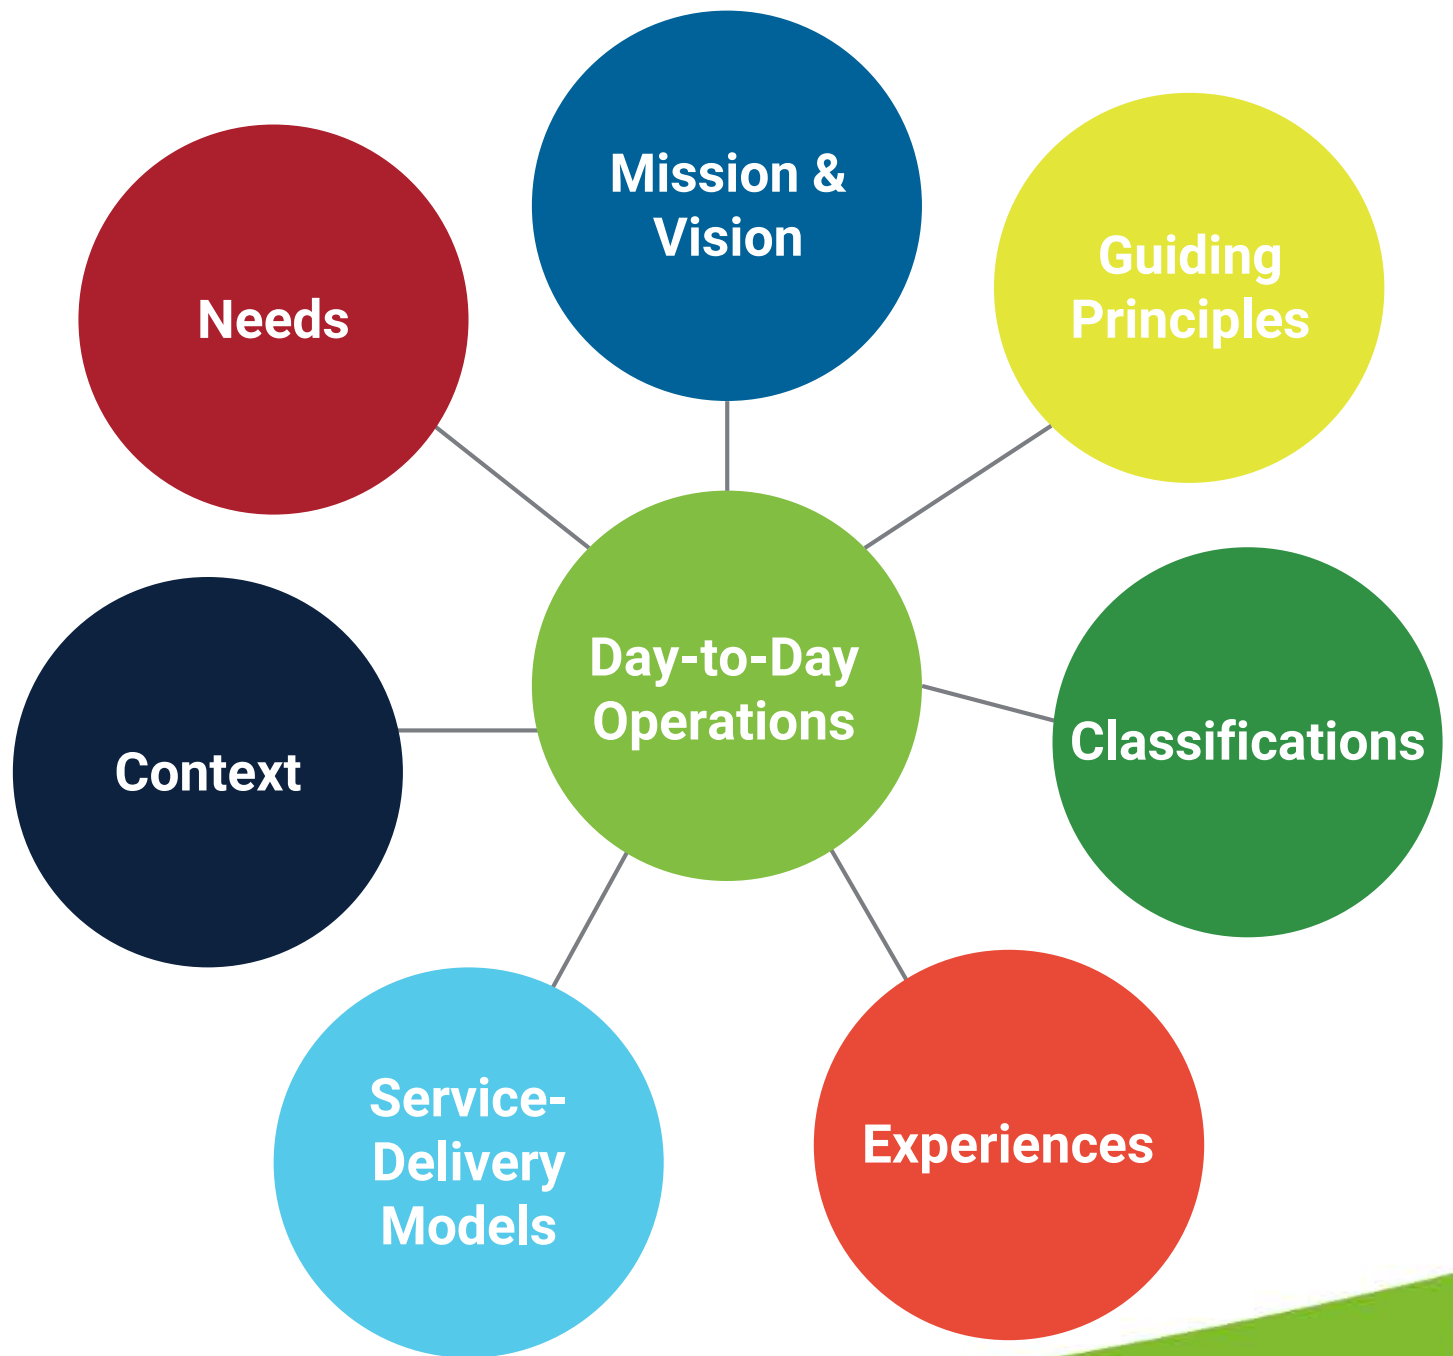 Mission &
Vision
Guiding
Principles
Needs
Day-to-Day
Operations
Classifications
Context
Service-
Delivery
Models
Experiences